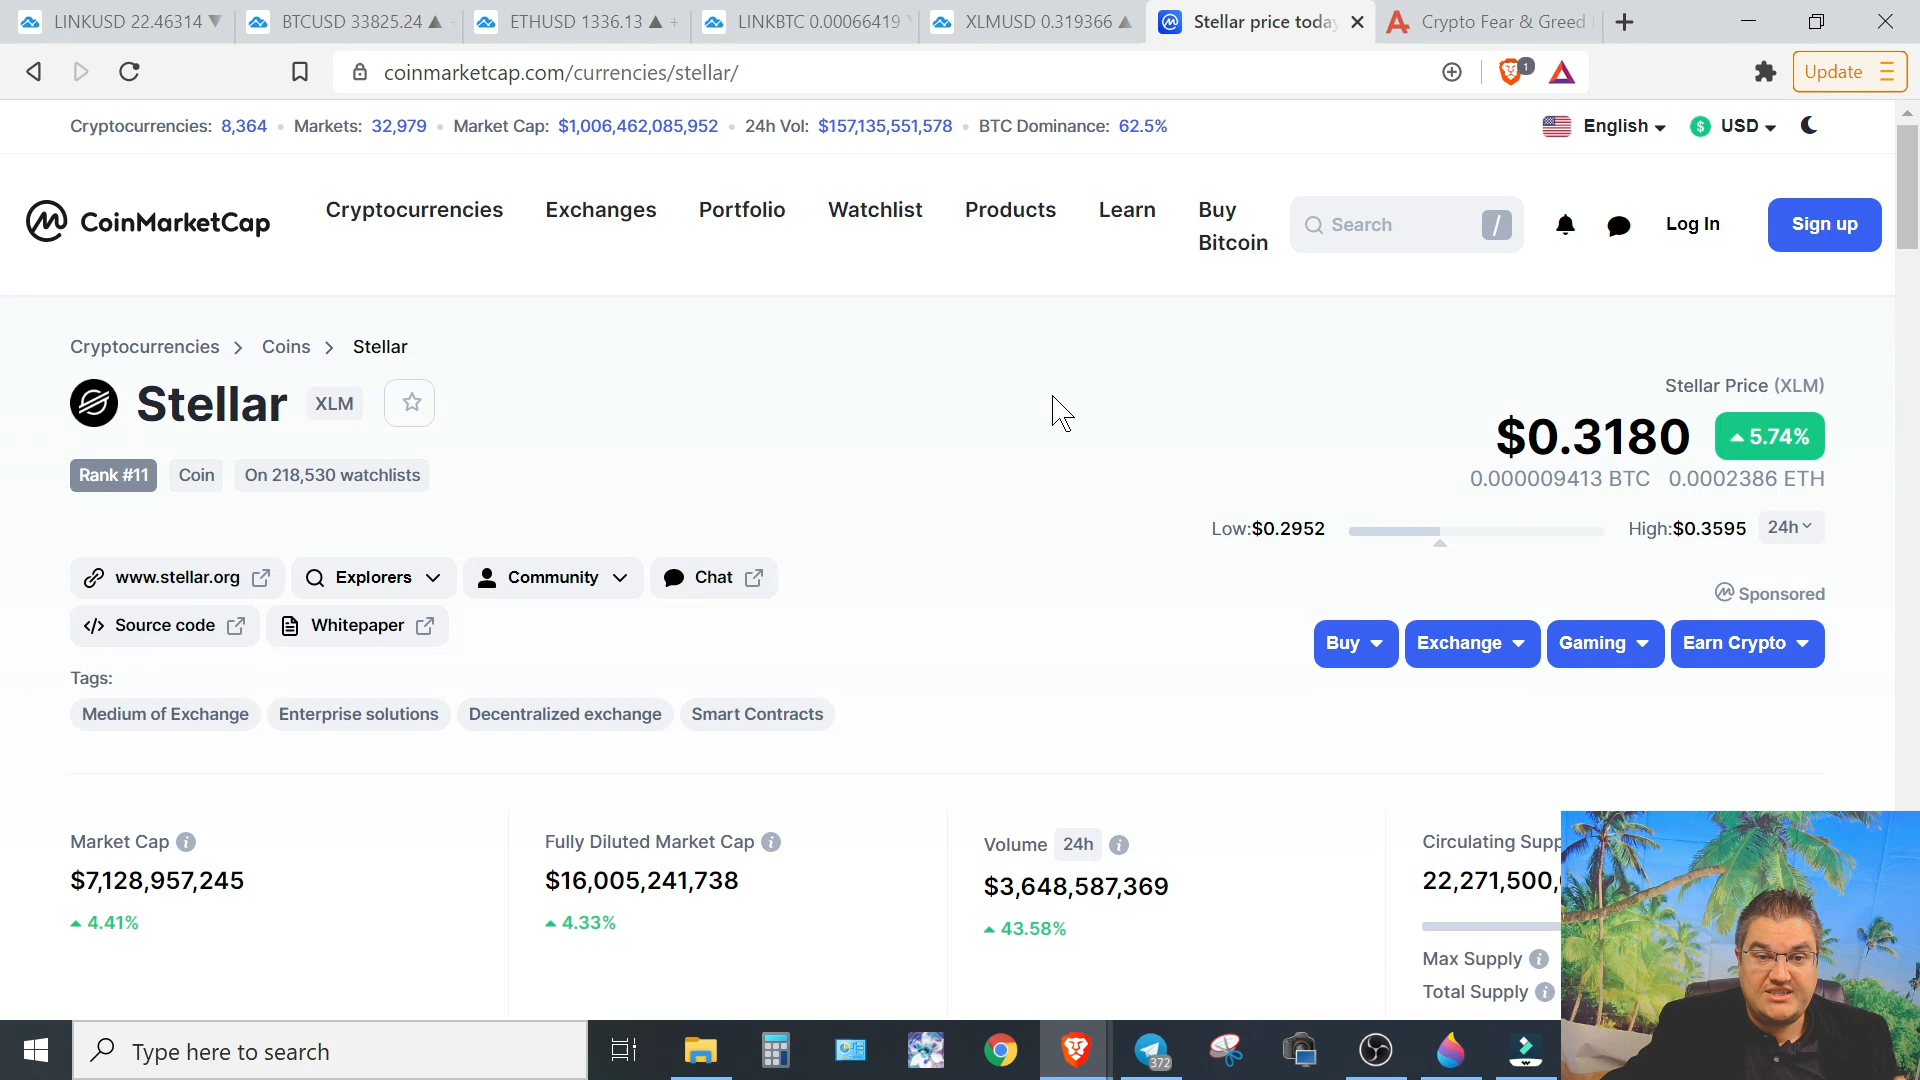 LINKUSD 22.46314 ▼
BTCUSD 33825.24 ▲
ETHUSD 1336.13 ▲ +
LINKBTC 0.00066419
XLMUSD 0.319366 ▲
Stellar price today
Crypto Fear & Greed
coinmarketcap.com/currencies/stellar/
1
Update
Cryptocurrencies: 8,364 • Markets: 32,979 • Market Cap: $1,006,462,085,952 • 24h Vol: $157,135,551,578 • BTC Dominance: 62.5%
English
$ USD
CoinMarketCap
Cryptocurrencies
Exchanges
Portfolio
Watchlist
Products
Learn
Buy
Bitcoin
Search /
Log In
Sign up
Cryptocurrencies > Coins > Stellar
Stellar XLM
Stellar Price (XLM)
$0.3180 5.74%
0.000009413 BTC 0.0002386 ETH
Rank #11
Coin
On 218,530 watchlists
Low:$0.2952
High:$0.3595
24h
www.stellar.org
Explorers
Community
Chat
Sponsored
Source code
Whitepaper
Buy
Exchange
Gaming
Earn Crypto
Tags:
Medium of Exchange
Enterprise solutions
Decentralized exchange
Smart Contracts
Market Cap
$7,128,957,245
4.41%
Fully Diluted Market Cap
$16,005,241,738
4.33%
Volume 24h
$3,648,587,369
43.58%
Circulating Supp
22,271,500,
Max Supply
Total Supply
Type here to search
372